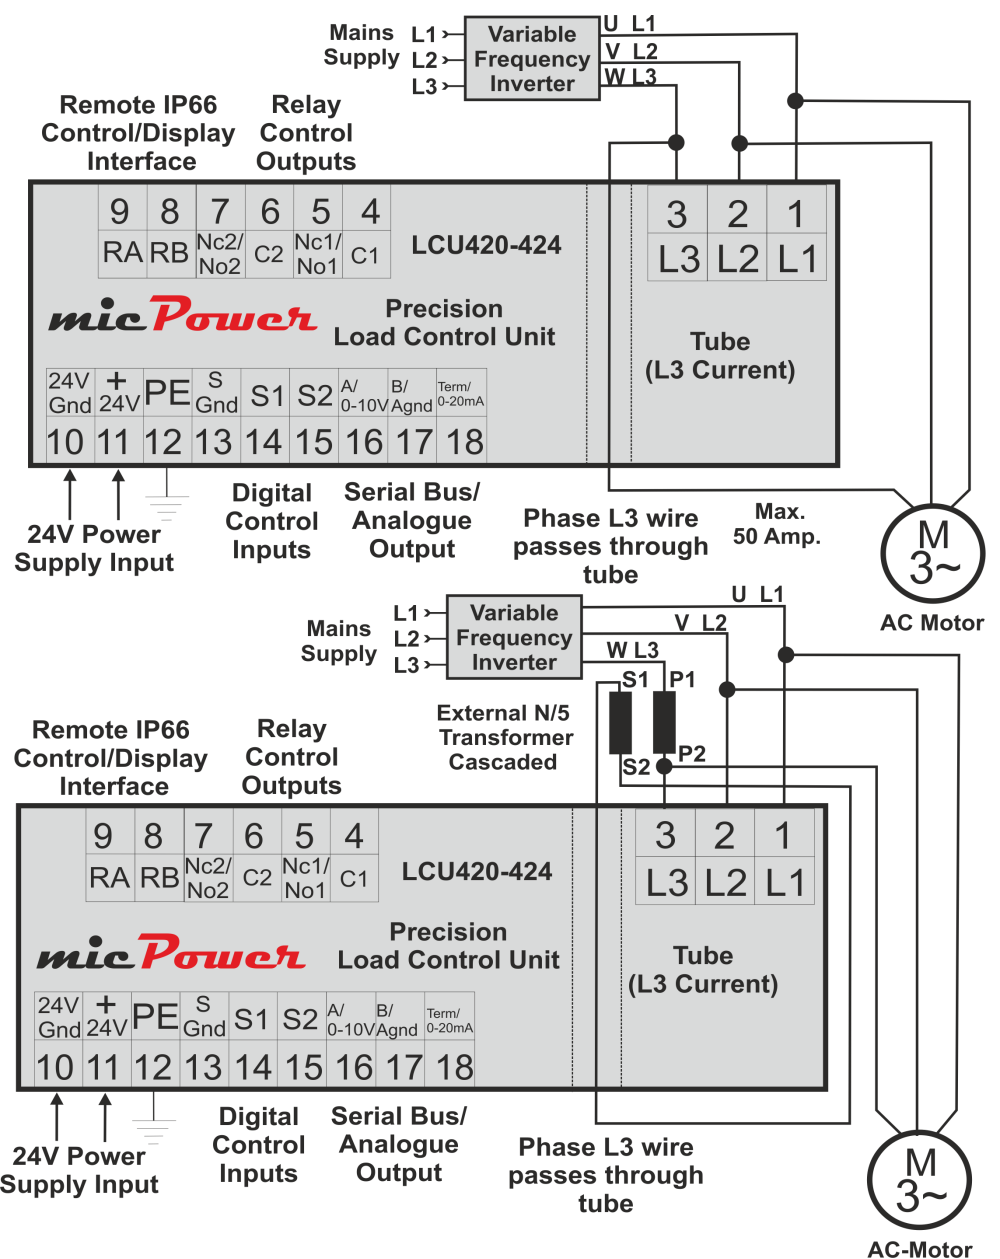 Mains
Supply
L1
L2
L3
Variable
Frequency
Inverter
U L1
V L2
W L3
Remote IP66
Control/Display
Interface
Relay
Control
Outputs
9 8 7 6 5 4
RA RB Nc2/ No2 C2 Nc1/ No1 C1
LCU420-424
3 2 1
L3 L2 L1
micPower
Precision
Load Control Unit
Tube
(L3 Current)
24V Gnd + 24V PE S Gnd S1 S2 A/ 0-10V B/ Agnd Term/ 0-20mA
10 11 12 13 14 15 16 17 18
24V Power
Supply Input
Digital
Control
Inputs
Serial Bus/
Analogue
Output
Phase L3 wire
passes through
tube
Max.
50 Amp.
M
3~
AC Motor
Mains
Supply
L1
L2
L3
Variable
Frequency
Inverter
U L1
V L2
W L3
S1 P1
S2 P2
External N/5
Transformer
Cascaded
Remote IP66
Control/Display
Interface
Relay
Control
Outputs
9 8 7 6 5 4
RA RB Nc2/ No2 C2 Nc1/ No1 C1
LCU420-424
3 2 1
L3 L2 L1
micPower
Precision
Load Control Unit
Tube
(L3 Current)
24V Gnd + 24V PE S Gnd S1 S2 A/ 0-10V B/ Agnd Term/ 0-20mA
10 11 12 13 14 15 16 17 18
24V Power
Supply Input
Digital
Control
Inputs
Serial Bus/
Analogue
Output
Phase L3 wire
passes through
tube
M
3~
AC-Motor